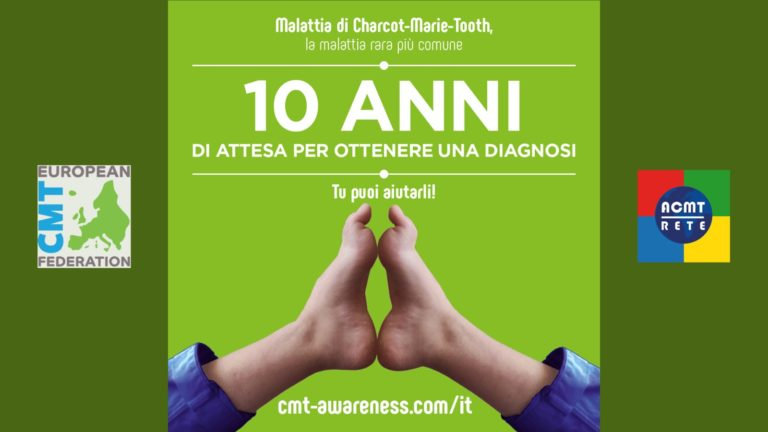 Malattia di Charcot-Marie-Tooth,
la malattia rara più comune
10 ANNI
DI ATTESA PER OTTENERE UNA DIAGNOSI
Tu puoi aiutarli!
EUROPEAN
CMT
FEDERATION
ACMT
RETE
cmt-awareness.com/it